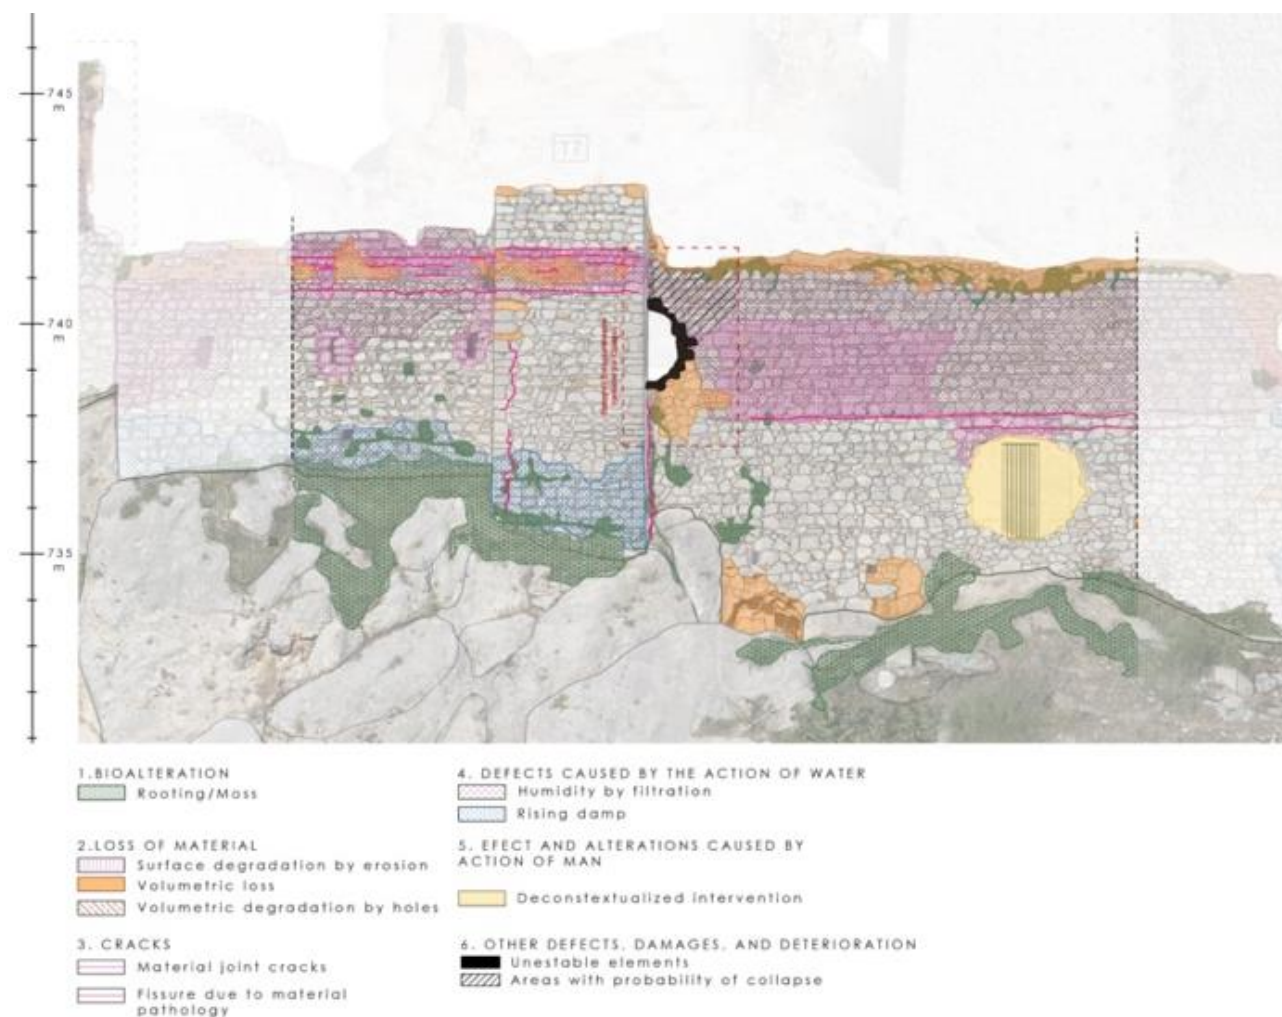 745
m
T7
740
735
m
1.BIOALTERATION
Rooting/Moss
2.LOSS OF MATERIAL
Surface degradation by erosion
Volumetric loss
Volumetric degradation by holes
3. CRACKS
Material joint cracks
Fissure due to material
pathology
4. DEFECTS CAUSED BY THE ACTION OF WATER
Humidity by filtration
Rising damp
5. EFECT AND ALTERATIONS CAUSED BY
ACTION OF MAN
Deconstextualized intervention
6. OTHER DEFECTS, DAMAGES, AND DETERIORATION
Unestable elements
Areas with probability of collapse